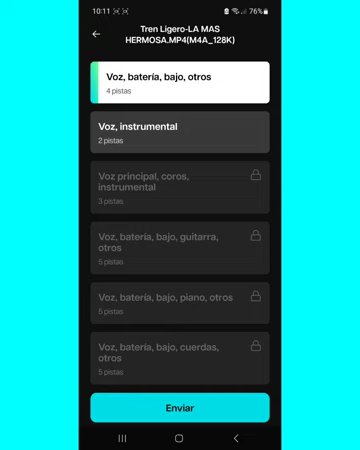 10:11
76%
Tren Ligero-LA MAS
HERMOSA.MP4(M4A_128K)
Voz, batería, bajo, otros
4 pistas
Voz, instrumental
2 pistas
Voz principal, coros,
instrumental
3 pistas
Voz, batería, bajo, guitarra,
otros
5 pistas
Voz, batería, bajo, piano, otros
5 pistas
Voz, batería, bajo, cuerdas,
otros
5 pistas
Enviar